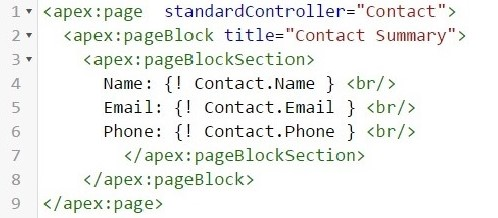 1 <apex:page  standardController="Contact">
2   <apex:pageBlock title="Contact Summary">
3     <apex:pageBlockSection>
4       Name: {! Contact.Name } <br/>
5       Email: {! Contact.Email } <br/>
6       Phone: {! Contact.Phone } <br/>
7         </apex:pageBlockSection>
8     </apex:pageBlock>
9 </apex:page>